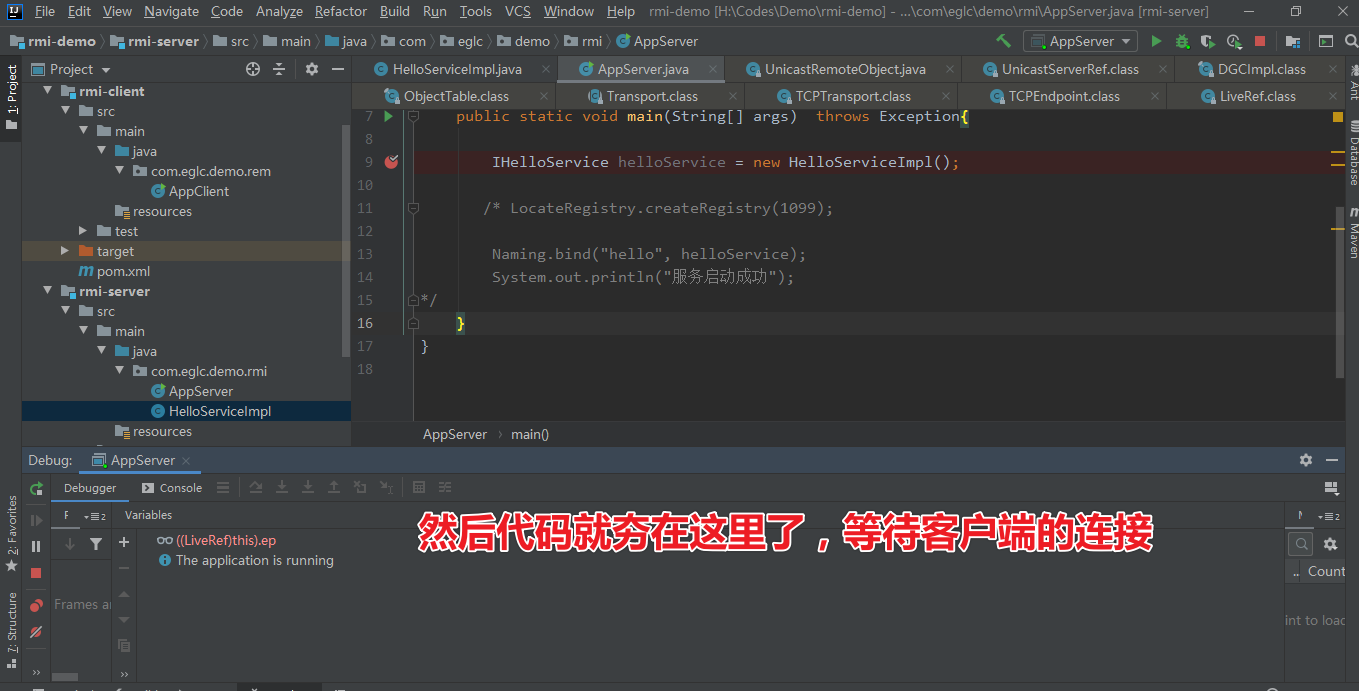 File Edit View Navigate Code Analyze Refactor Build Run Tools VCS Window Help rmi-demo [H:\Codes\Demo\rmi-demo] - ...\com\eglc\demo\rmi\AppServer.java [rmi-server]
rmi-demo rmi-server src main java com eglc demo rmi AppServer AppServer
Project
HelloServiceImpl.java AppServer.java UnicastRemoteObject.java UnicastServerRef.class DGCImpl.class
ObjectTable.class Transport.class TCPTransport.class TCPEndpoint.class LiveRef.class
1: Project
rmi-client
src
main
java
com.eglc.demo.rem
AppClient
resources
test
target
pom.xml
rmi-server
src
main
java
com.eglc.demo.rmi
AppServer
HelloServiceImpl
resources
7 public static void main(String[] args)  throws Exception{
8
9 IHelloService helloService = new HelloServiceImpl();
10
11 /* LocateRegistry.createRegistry(1099);
12
13 Naming.bind("hello", helloService);
14 System.out.println("服务启动成功");
15 */
16 }
17 }
18
AppServer main()
Ant
Database
Maven
Debug: AppServer
Debugger Console
F 2 Variables
((LiveRef)this).ep
The application is running
Frames
然后代码就夯在这里了，等待客户端的连接
2
.. Count
int to load
2: Favorites
7: Structure